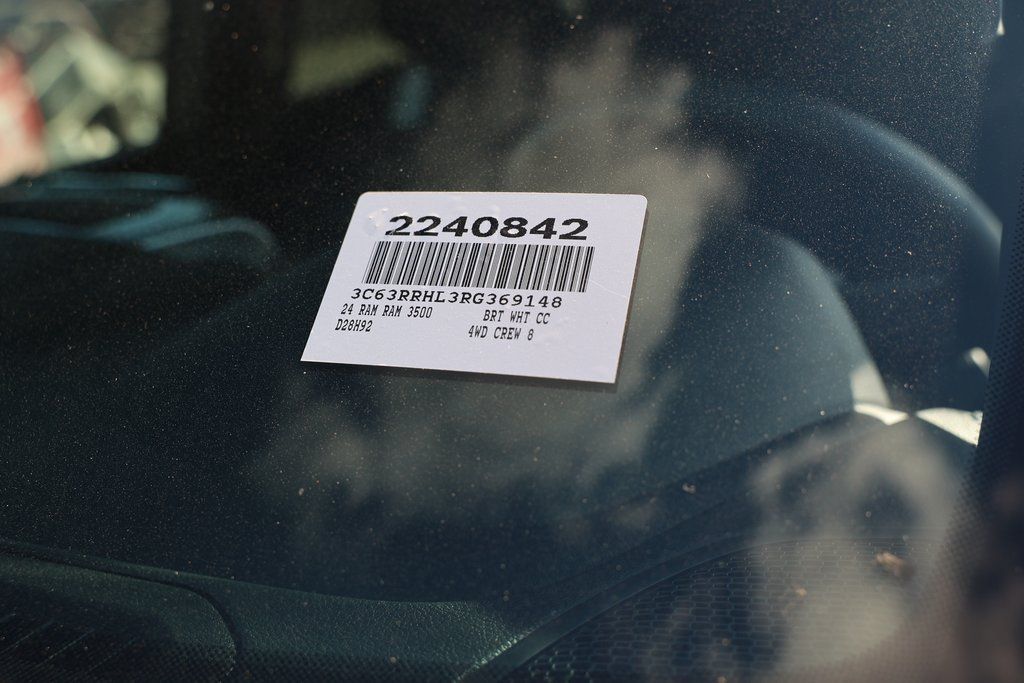 2240842
3C63RRHL3RG369148
24 RAM RAM 3500 BRT WHT CC
D28H92 4WD CREW 8